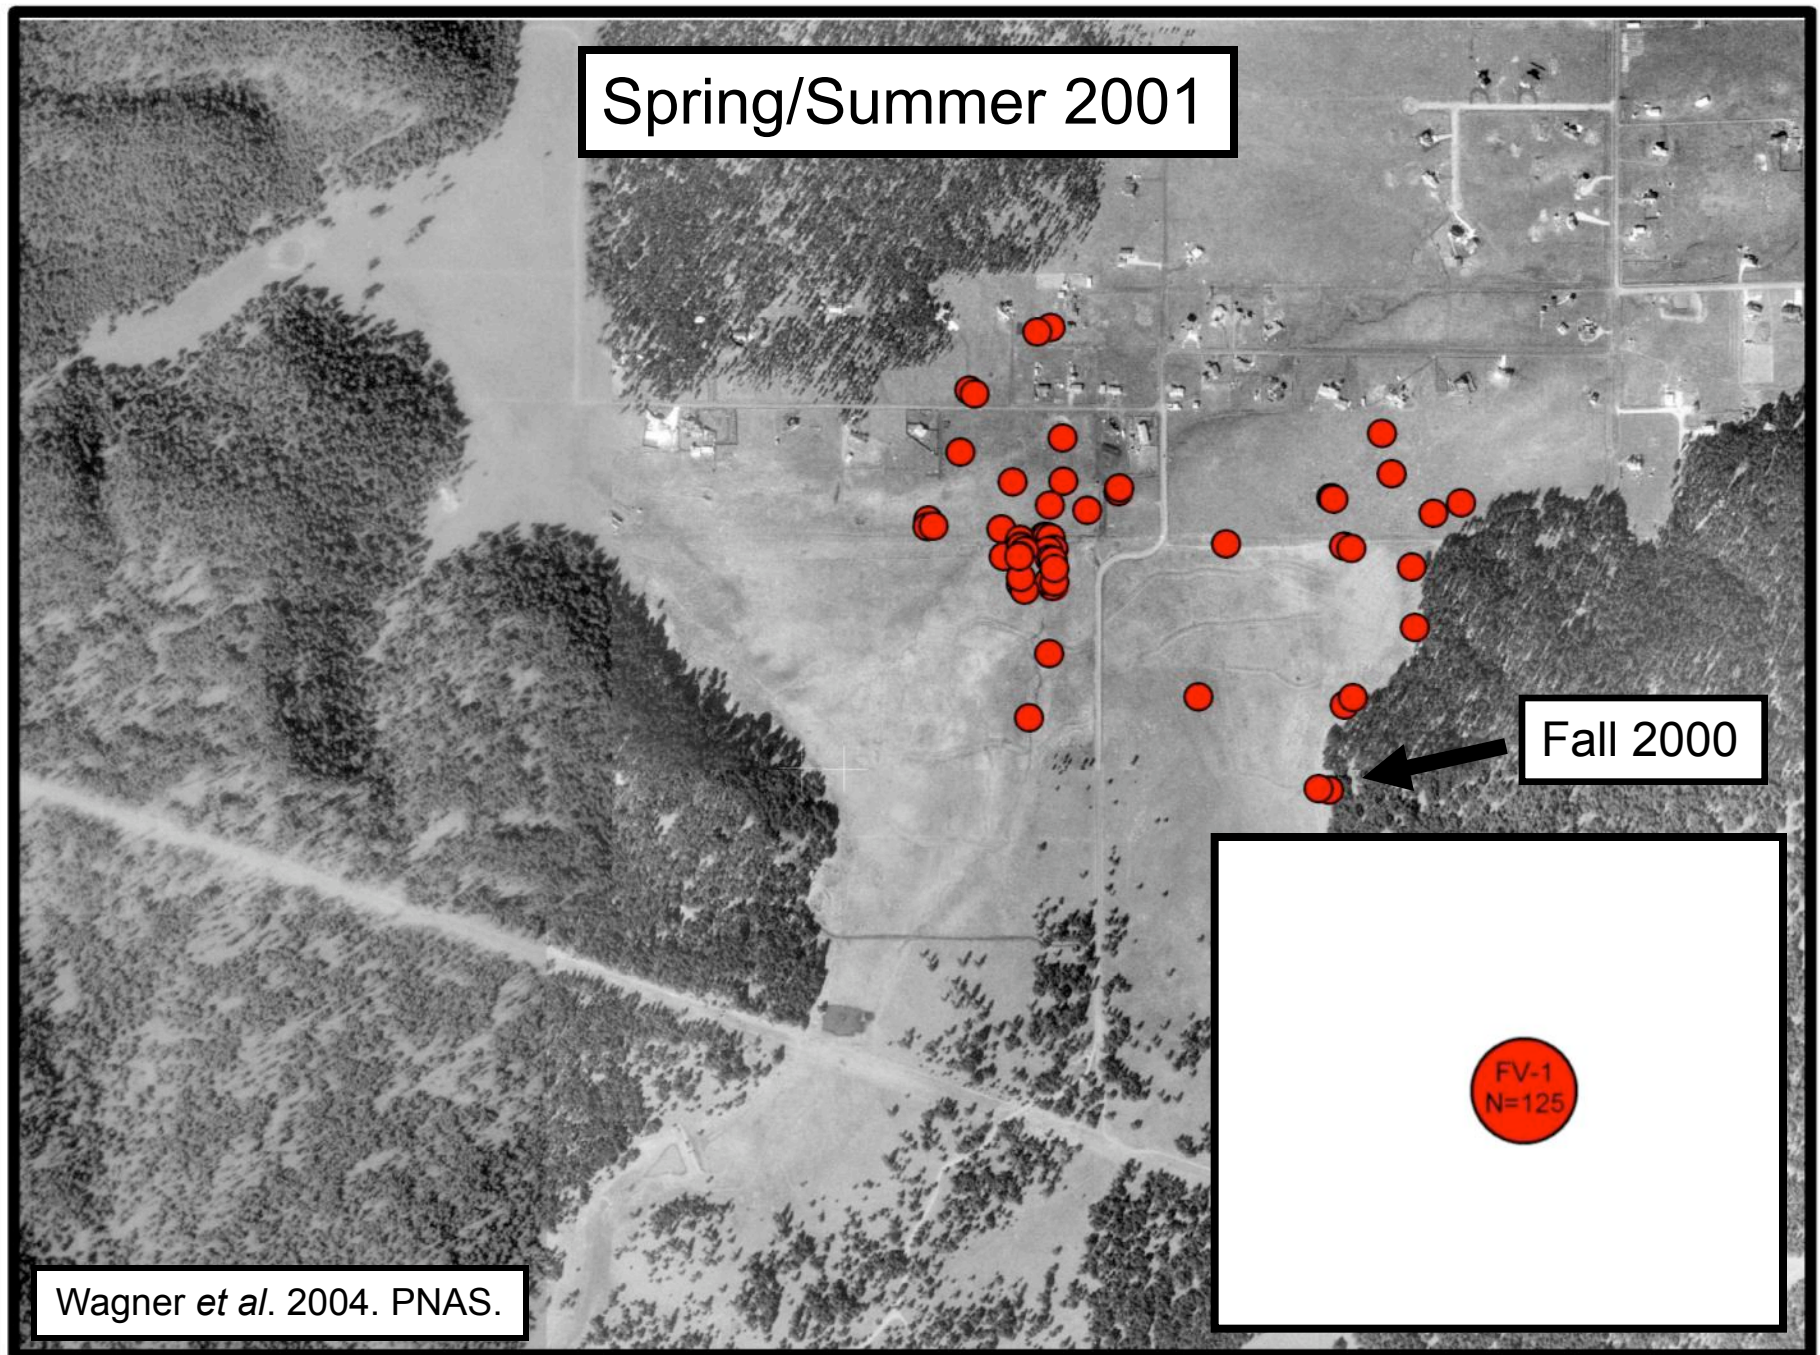 Spring/Summer 2001
Fall 2000
FV-1
N=125
Wagner et al. 2004. PNAS.